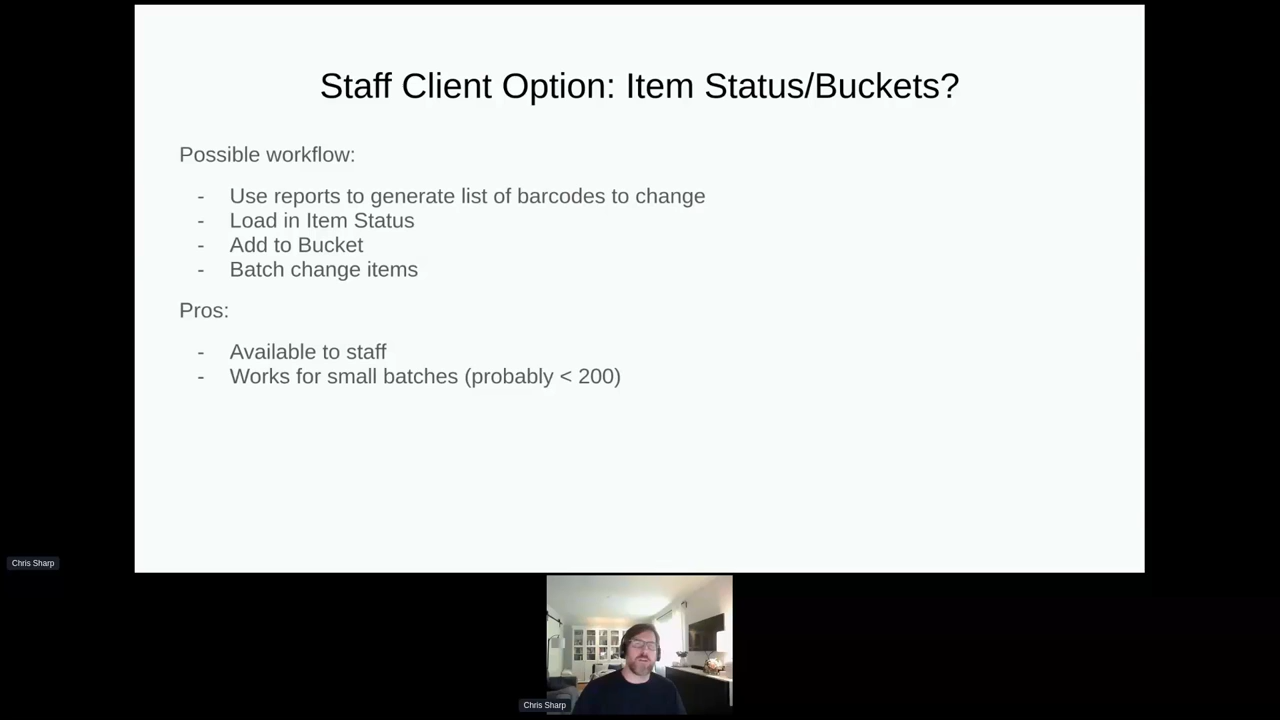 Staff Client Option: Item Status/Buckets?
Possible workflow:
- Use reports to generate list of barcodes to change
- Load in Item Status
- Add to Bucket
- Batch change items
Pros:
- Available to staff
- Works for small batches (probably < 200)
Chris Sharp
Chris Sharp